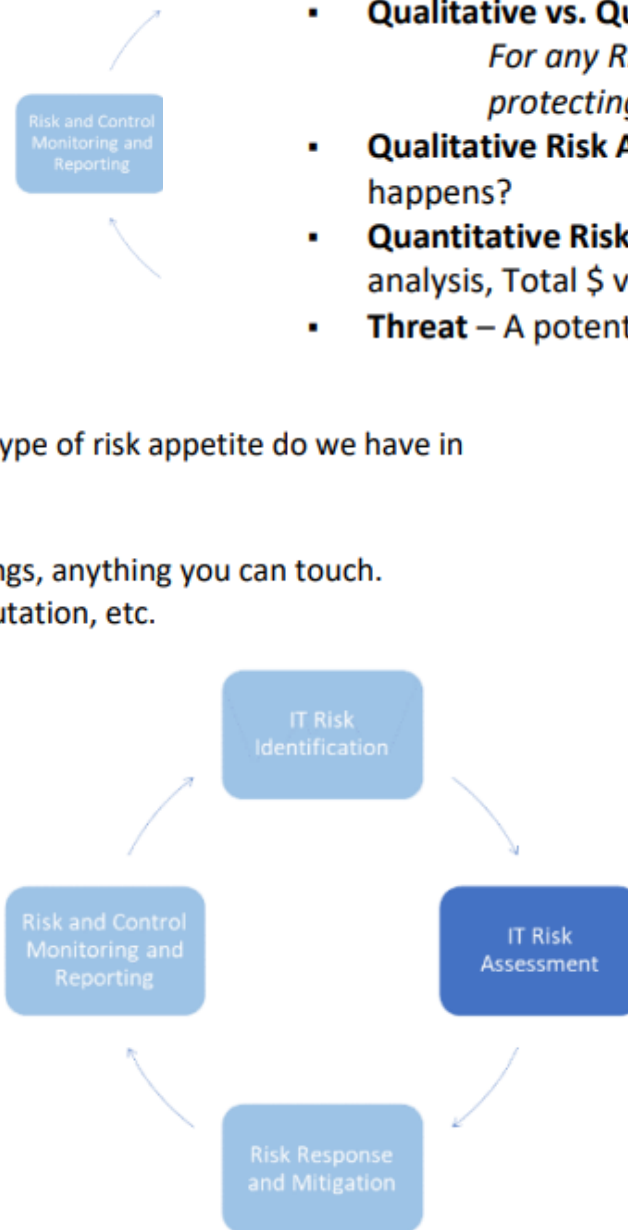 ▪ Qualitative vs. Qu
For any R
protecting
▪ Qualitative Risk A
happens?
▪ Quantitative Risk
analysis, Total $ v
▪ Threat – A potent
Risk and Control
Monitoring and
Reporting
ype of risk appetite do we have in
ngs, anything you can touch.
utation, etc.
IT Risk
Identification
Risk and Control
Monitoring and
Reporting
IT Risk
Assessment
Risk Response
and Mitigation